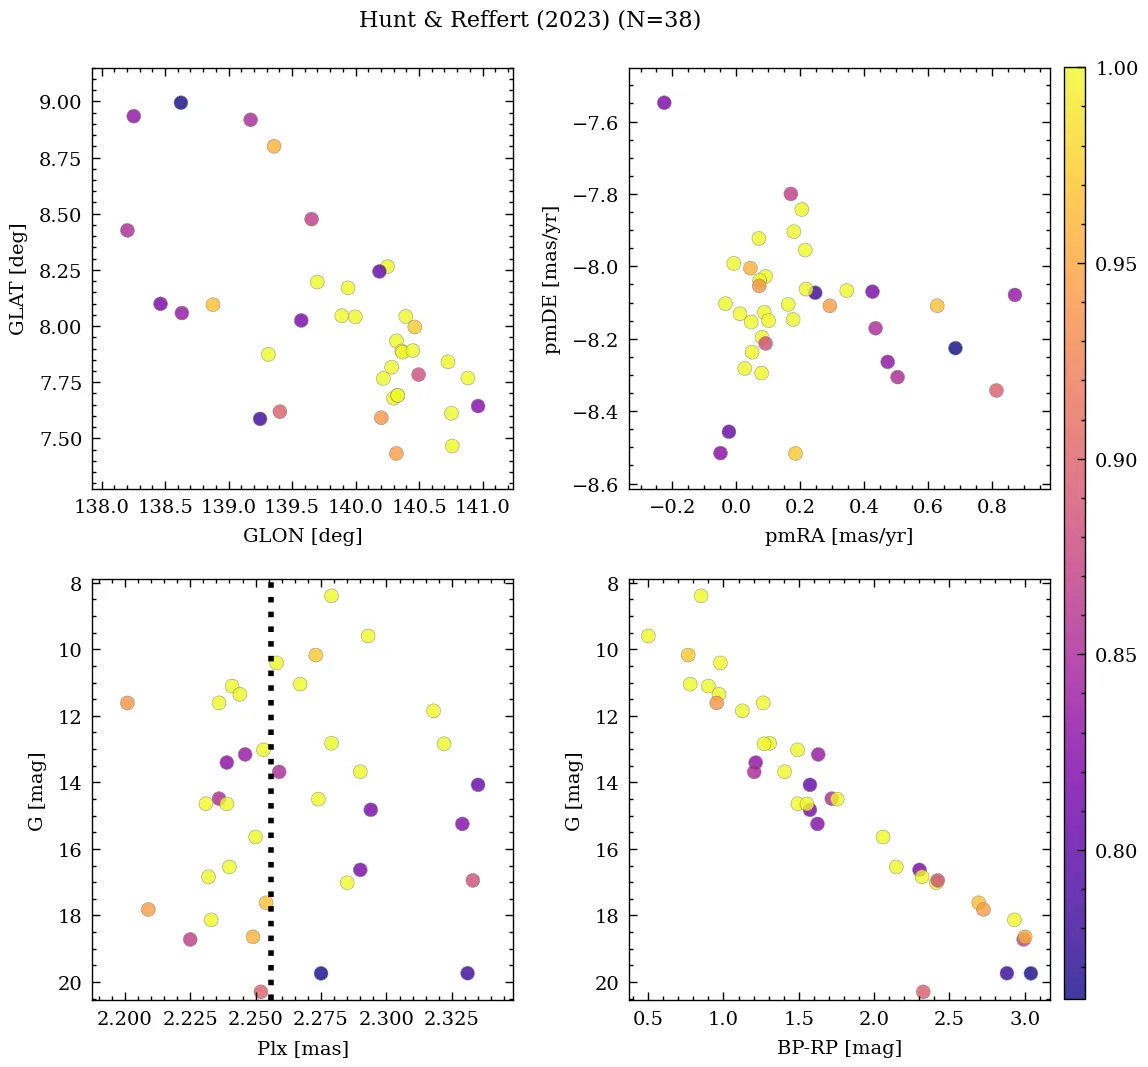 Hunt & Reffert (2023) (N=38)
GLAT [deg]
9.00
8.75
8.50
8.25
8.00
7.75
7.50
138.0 138.5 139.0 139.5 140.0 140.5 141.0
GLON [deg]
pmDE [mas/yr]
−7.6
−7.8
−8.0
−8.2
−8.4
−8.6
−0.2 0.0 0.2 0.4 0.6 0.8
pmRA [mas/yr]
1.00
0.95
0.90
0.85
0.80
G [mag]
8
10
12
14
16
18
20
2.200 2.225 2.250 2.275 2.300 2.325
Plx [mas]
G [mag]
8
10
12
14
16
18
20
0.5 1.0 1.5 2.0 2.5 3.0
BP-RP [mag]